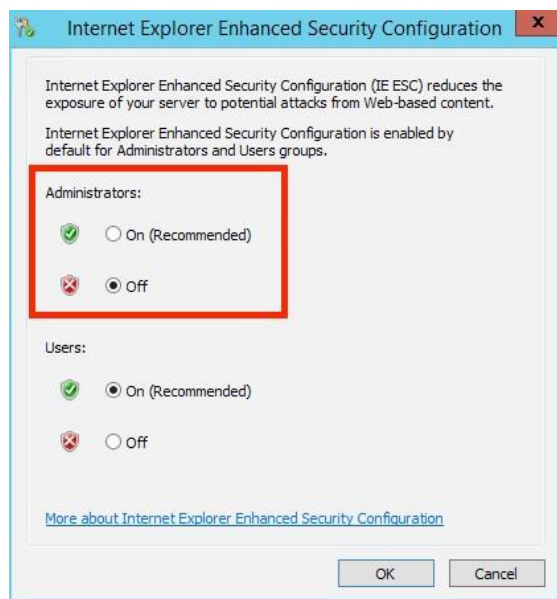 Internet Explorer Enhanced Security Configuration
x
Internet Explorer Enhanced Security Configuration (IE ESC) reduces the
exposure of your server to potential attacks from Web-based content.
Internet Explorer Enhanced Security Configuration is enabled by
default for Administrators and Users groups.
Administrators:
On (Recommended)
Off
Users:
On (Recommended)
Off
More about Internet Explorer Enhanced Security Configuration
OK Cancel